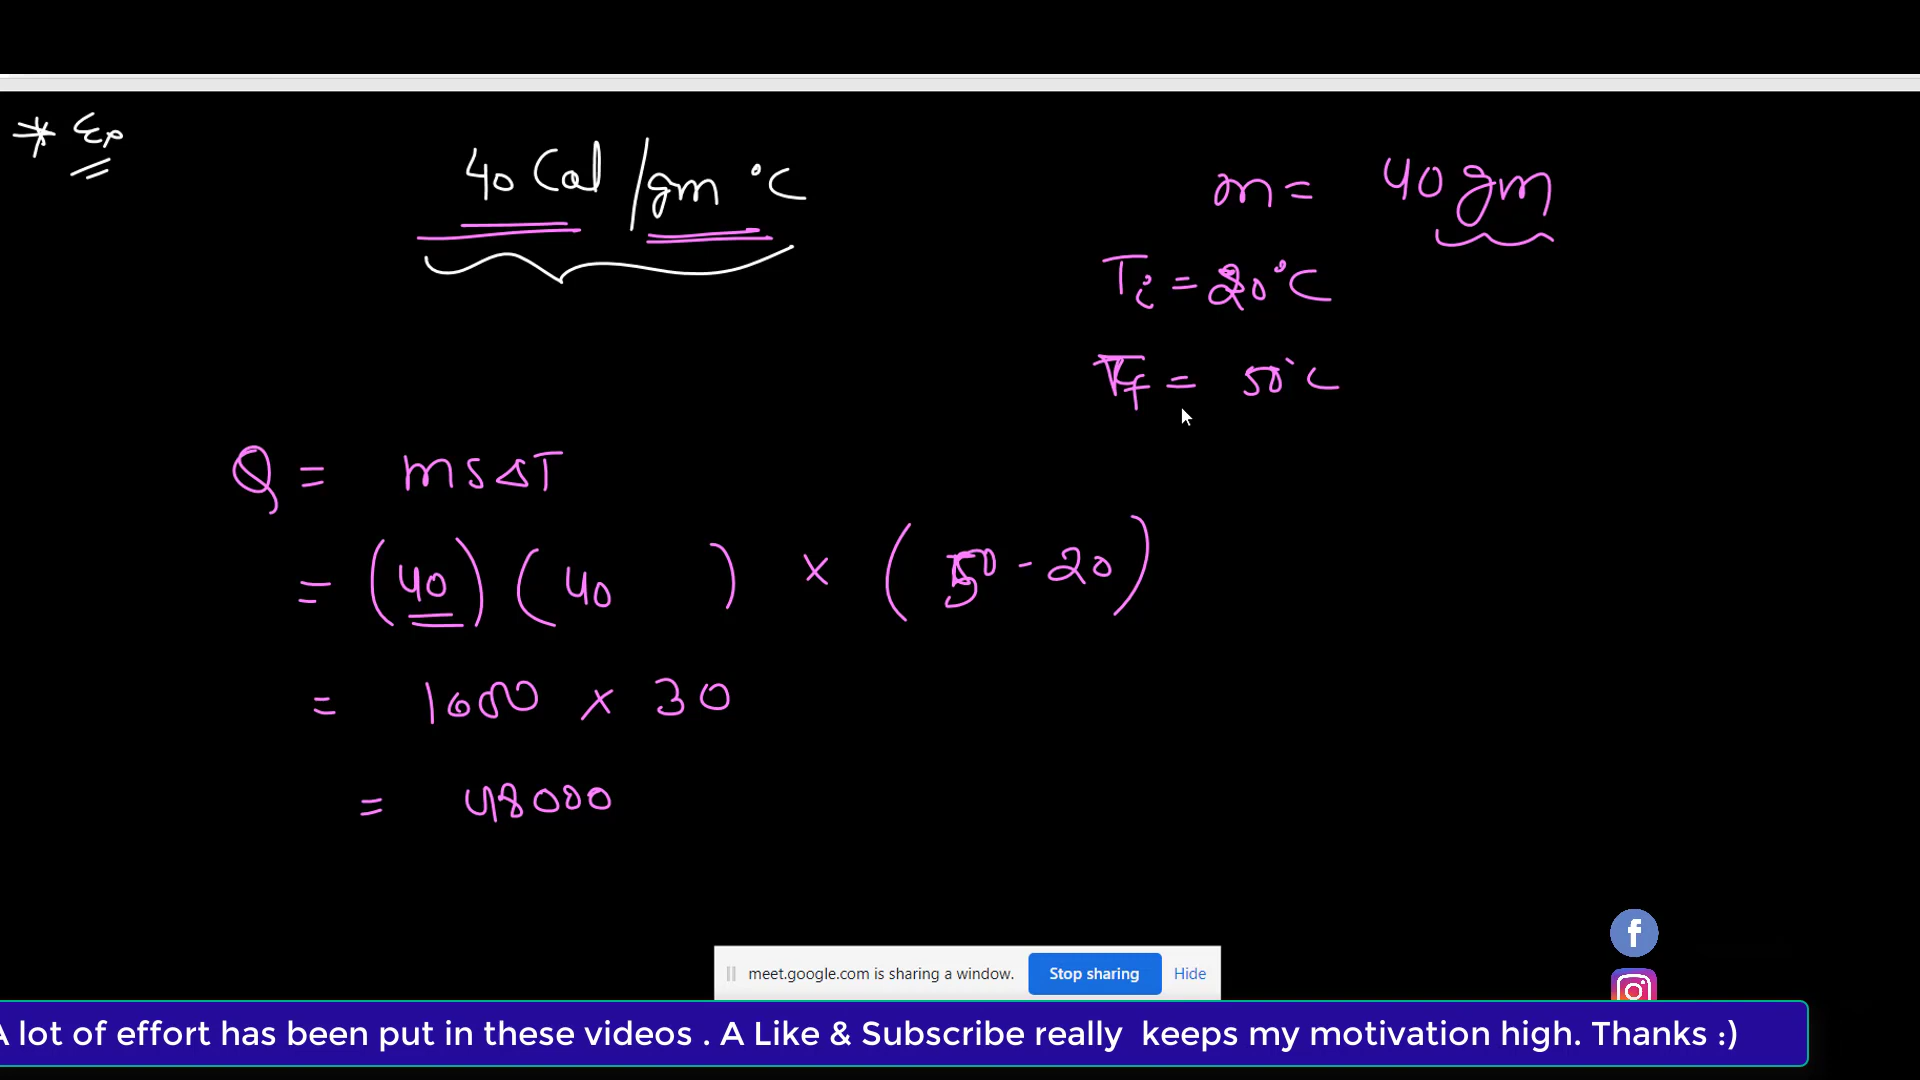 * Ex
40 Cal / gm °C
m = 40 gm
Ti = 20°C
Tf = 50°C
Q = msΔT
= (40) (40 ) × (50 - 20)
= 1600 × 30
= 48000
meet.google.com is sharing a window. Stop sharing Hide
A lot of effort has been put in these videos . A Like & Subscribe really keeps my motivation high. Thanks :)